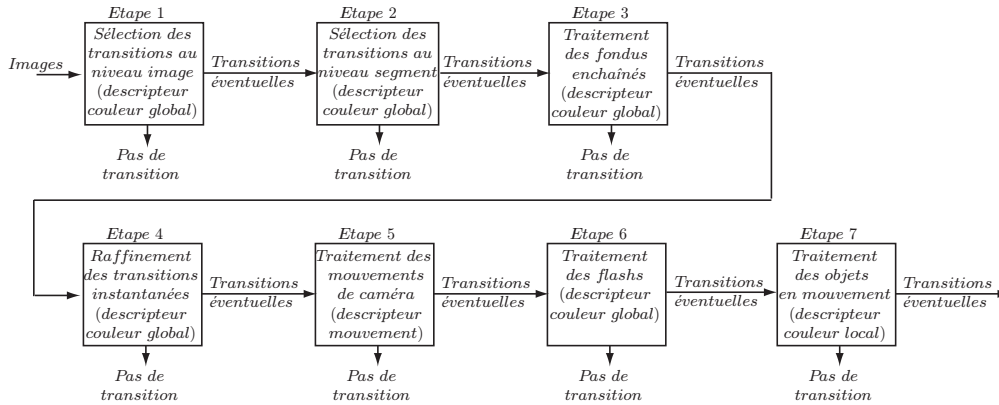 Etape 1
Sélection des
transitions au
niveau image
(descripteur
couleur global)
Images
Transitions
éventuelles
Pas de
transition
Etape 2
Sélection des
transitions au
niveau segment
(descripteur
couleur global)
Transitions
éventuelles
Pas de
transition
Etape 3
Traitement
des fondus
enchaînés
(descripteur
couleur global)
Transitions
éventuelles
Pas de
transition
Etape 4
Raffinement
des transitions
instantanées
(descripteur
couleur global)
Transitions
éventuelles
Pas de
transition
Etape 5
Traitement des
mouvements
de caméra
(descripteur
mouvement)
Transitions
éventuelles
Pas de
transition
Etape 6
Traitement
des flashs
(descripteur
couleur global)
Transitions
éventuelles
Pas de
transition
Etape 7
Traitement
des objets
en mouvement
(descripteur
couleur local)
Transitions
éventuelles
Pas de
transition